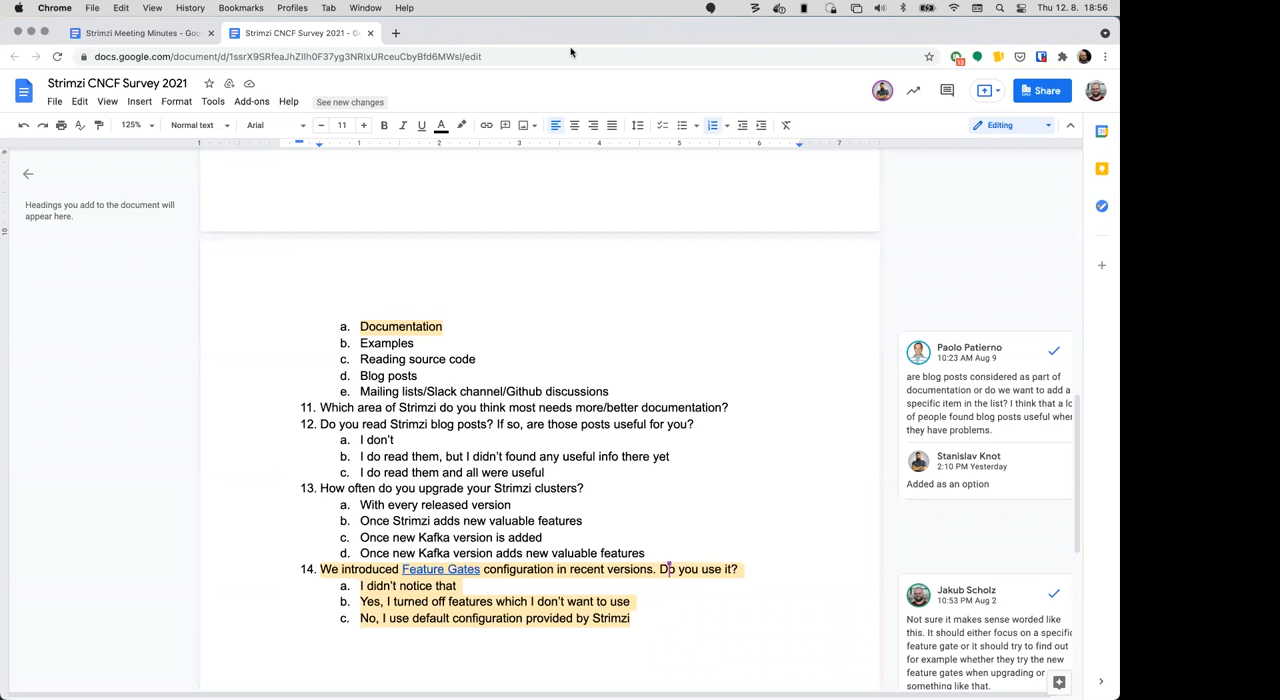 Chrome File Edit View History Bookmarks Profiles Tab Window Help Thu 12. 8. 18:56
Strimzi Meeting Minutes - Goo Strimzi CNCF Survey 2021 - G
docs.google.com/document/d/1ssrX9SRfeaJhZIlh0F37yg3NRIxURceuCbyBfd6MWsI/edit
Strimzi CNCF Survey 2021
File Edit View Insert Format Tools Add-ons Help See new changes
Share
125% Normal text Arial 11 Editing
1 1 2 3 4 5 6 7
Headings you add to the document will
appear here.
a. Documentation
b. Examples
c. Reading source code
d. Blog posts
e. Mailing lists/Slack channel/Github discussions
11. Which area of Strimzi do you think most needs more/better documentation?
12. Do you read Strimzi blog posts? If so, are those posts useful for you?
a. I don't
b. I do read them, but I didn't found any useful info there yet
c. I do read them and all were useful
13. How often do you upgrade your Strimzi clusters?
a. With every released version
b. Once Strimzi adds new valuable features
c. Once new Kafka version is added
d. Once new Kafka version adds new valuable features
14. We introduced Feature Gates configuration in recent versions. Do you use it?
a. I didn't notice that
b. Yes, I turned off features which I don't want to use
c. No, I use default configuration provided by Strimzi
Paolo Patierno
10:23 AM Aug 9
are blog posts considered as part of
documentation or do we want to add a
specific item in the list? I think that a lo
of people found blog posts useful when
they have problems.
Stanislav Knot
2:10 PM Yesterday
Added as an option
Jakub Scholz
10:53 PM Aug 2
Not sure it makes sense worded like
this. It should either focus on a specific
feature gate or it should try to find out
for example whether they try the new
feature gates when upgrading or
something like that.